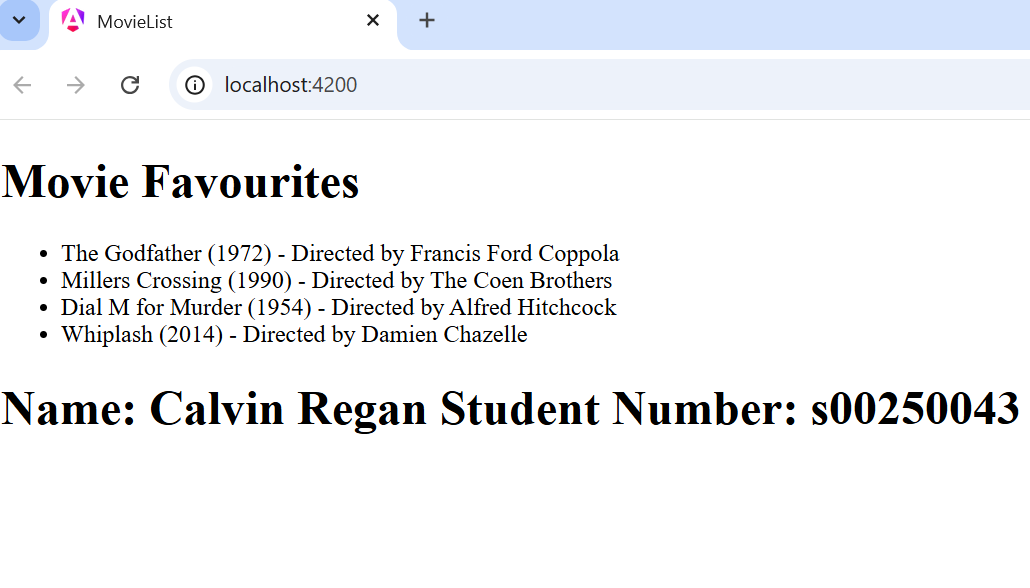 MovieList
localhost:4200
Movie Favourites
The Godfather (1972) - Directed by Francis Ford Coppola
Millers Crossing (1990) - Directed by The Coen Brothers
Dial M for Murder (1954) - Directed by Alfred Hitchcock
Whiplash (2014) - Directed by Damien Chazelle
Name: Calvin Regan Student Number: s00250043